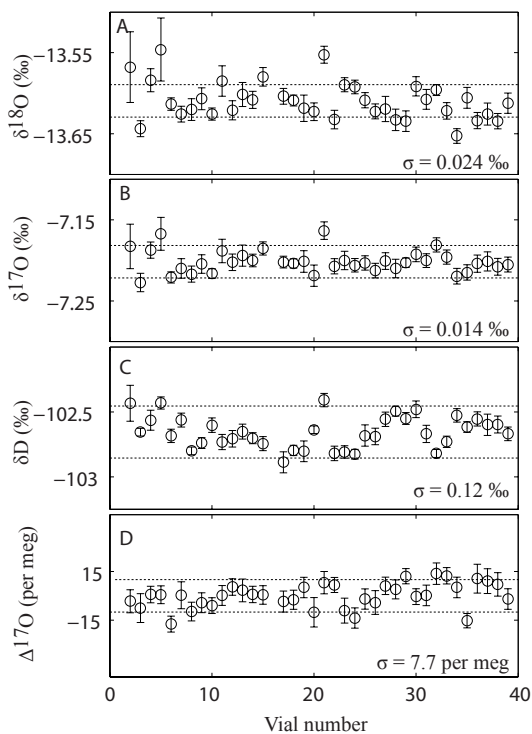 A
δ18O (‰)
−13.55
−13.65
σ = 0.024 ‰
B
δ17O (‰)
−7.15
−7.25
σ = 0.014 ‰
C
δD (‰)
−102.5
−103
σ = 0.12 ‰
D
Δ17O (per meg)
15
−15
σ = 7.7 per meg
0 10 20 30 40
Vial number